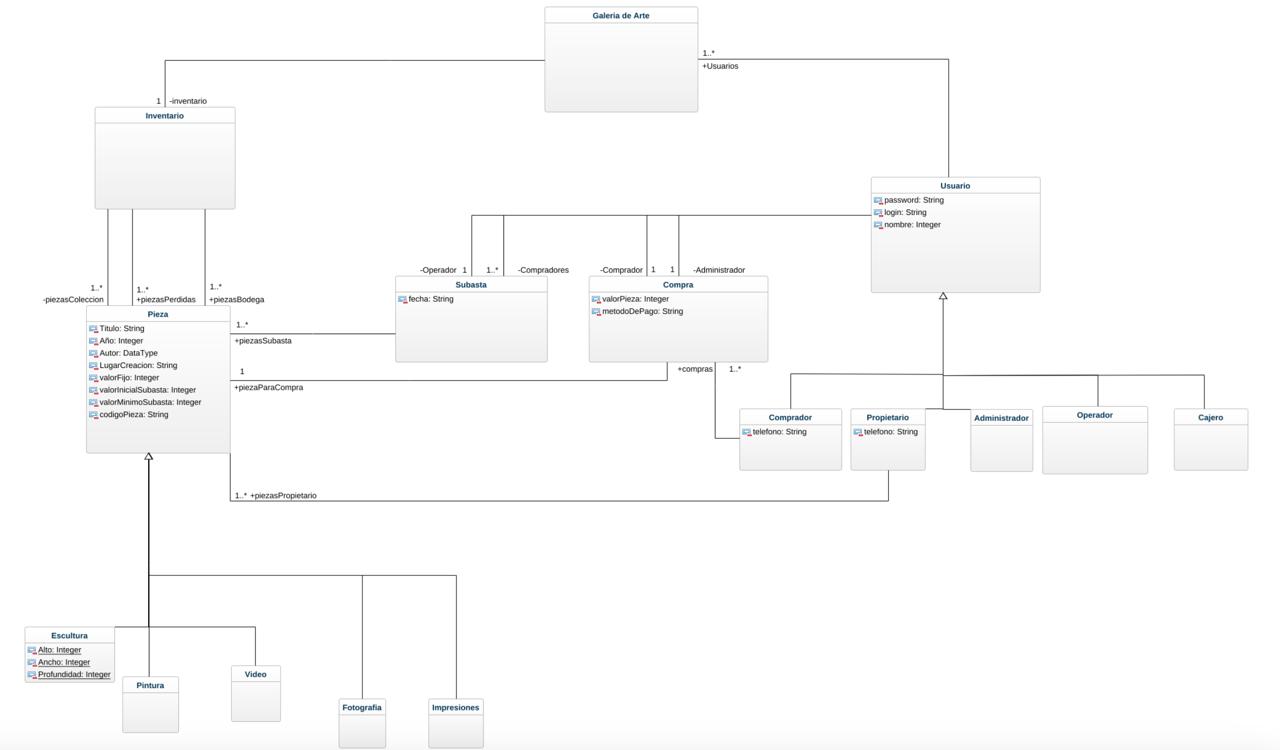 Galeria de Arte
1..*
+Usuarios
1 -inventario
Inventario
Usuario
password: String
login: String
nombre: Integer
-Operador 1 1..* -Compradores
-Comprador 1 1 -Administrador
1..* 1..* 1..*
-piezasColeccion +piezasPerdidas +piezasBodega
Subasta
fecha: String
Compra
valorPieza: Integer
metodoDePago: String
Pieza
Titulo: String
Año: Integer
Autor: DataType
LugarCreacion: String
valorFijo: Integer
valorInicialSubasta: Integer
valorMinimoSubasta: Integer
codigoPieza: String
1..*
+piezasSubasta
1
+piezaParaCompra
+compras 1..*
Comprador
telefono: String
Propietario
telefono: String
Administrador
Operador
Cajero
1..* +piezasPropietario
Escultura
Alto: Integer
Ancho: Integer
Profundidad: Integer
Pintura
Video
Fotografia
Impresiones